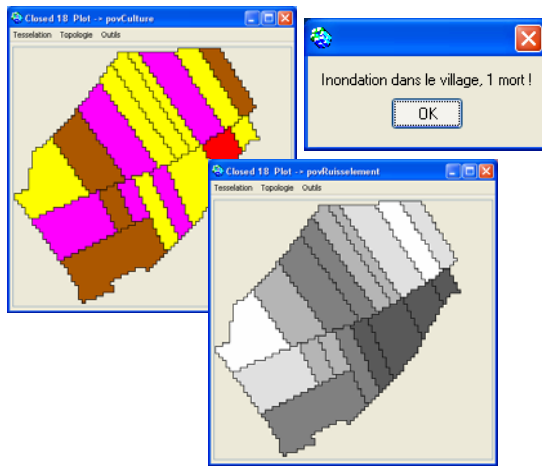 Closed 18 Plot -> povCulture
Tesselation Topologie Outils
Inondation dans le village, 1 mort !
OK
Closed 18 Plot -> povRuisselement
Tesselation Topologie Outils